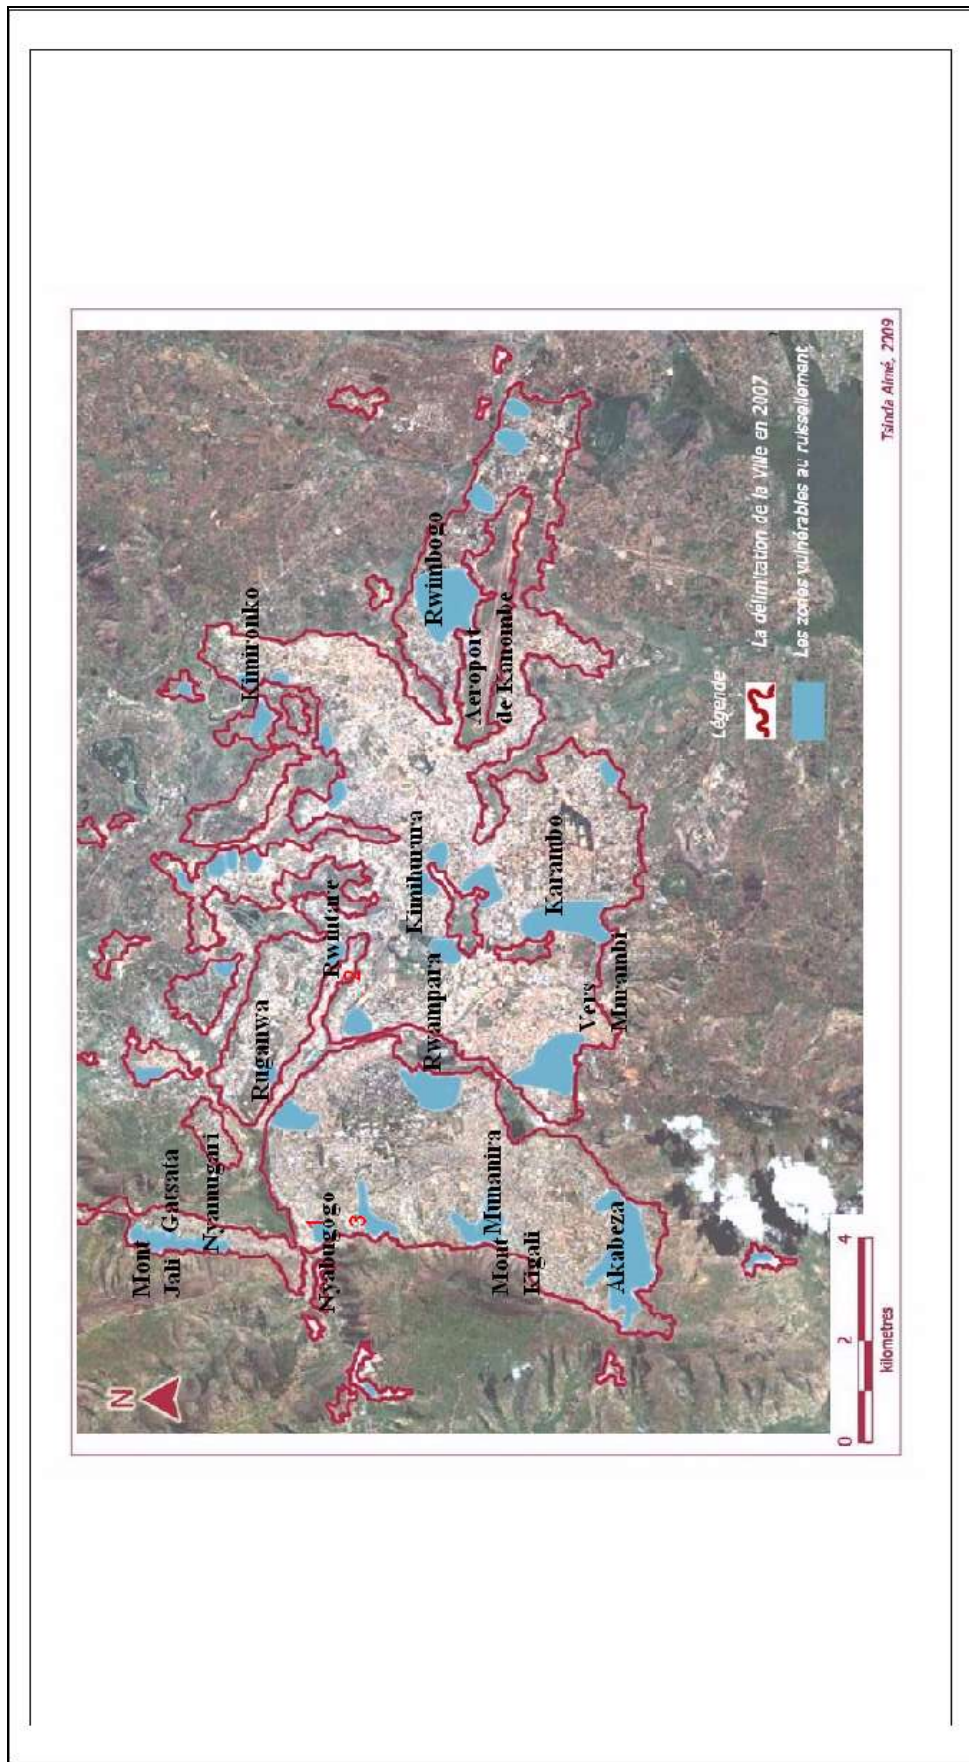 N
Mont
Jali
Gatsata
Nyamugari
Ruganwa
Rwintare
Kimironko
1
Nyabugogo
3
2
Rwampara
Kimihurura
Rwimbogo
Aeroport
de Kanombe
Mont
Kigali
Munanira
Akabeza
Vers
Murambi
Karambo
Légende
La délimitation de la Ville en 2007
Les zones vulnérables au ruissellement
0 2 4
kilometres
Tsinda Aimé, 2009